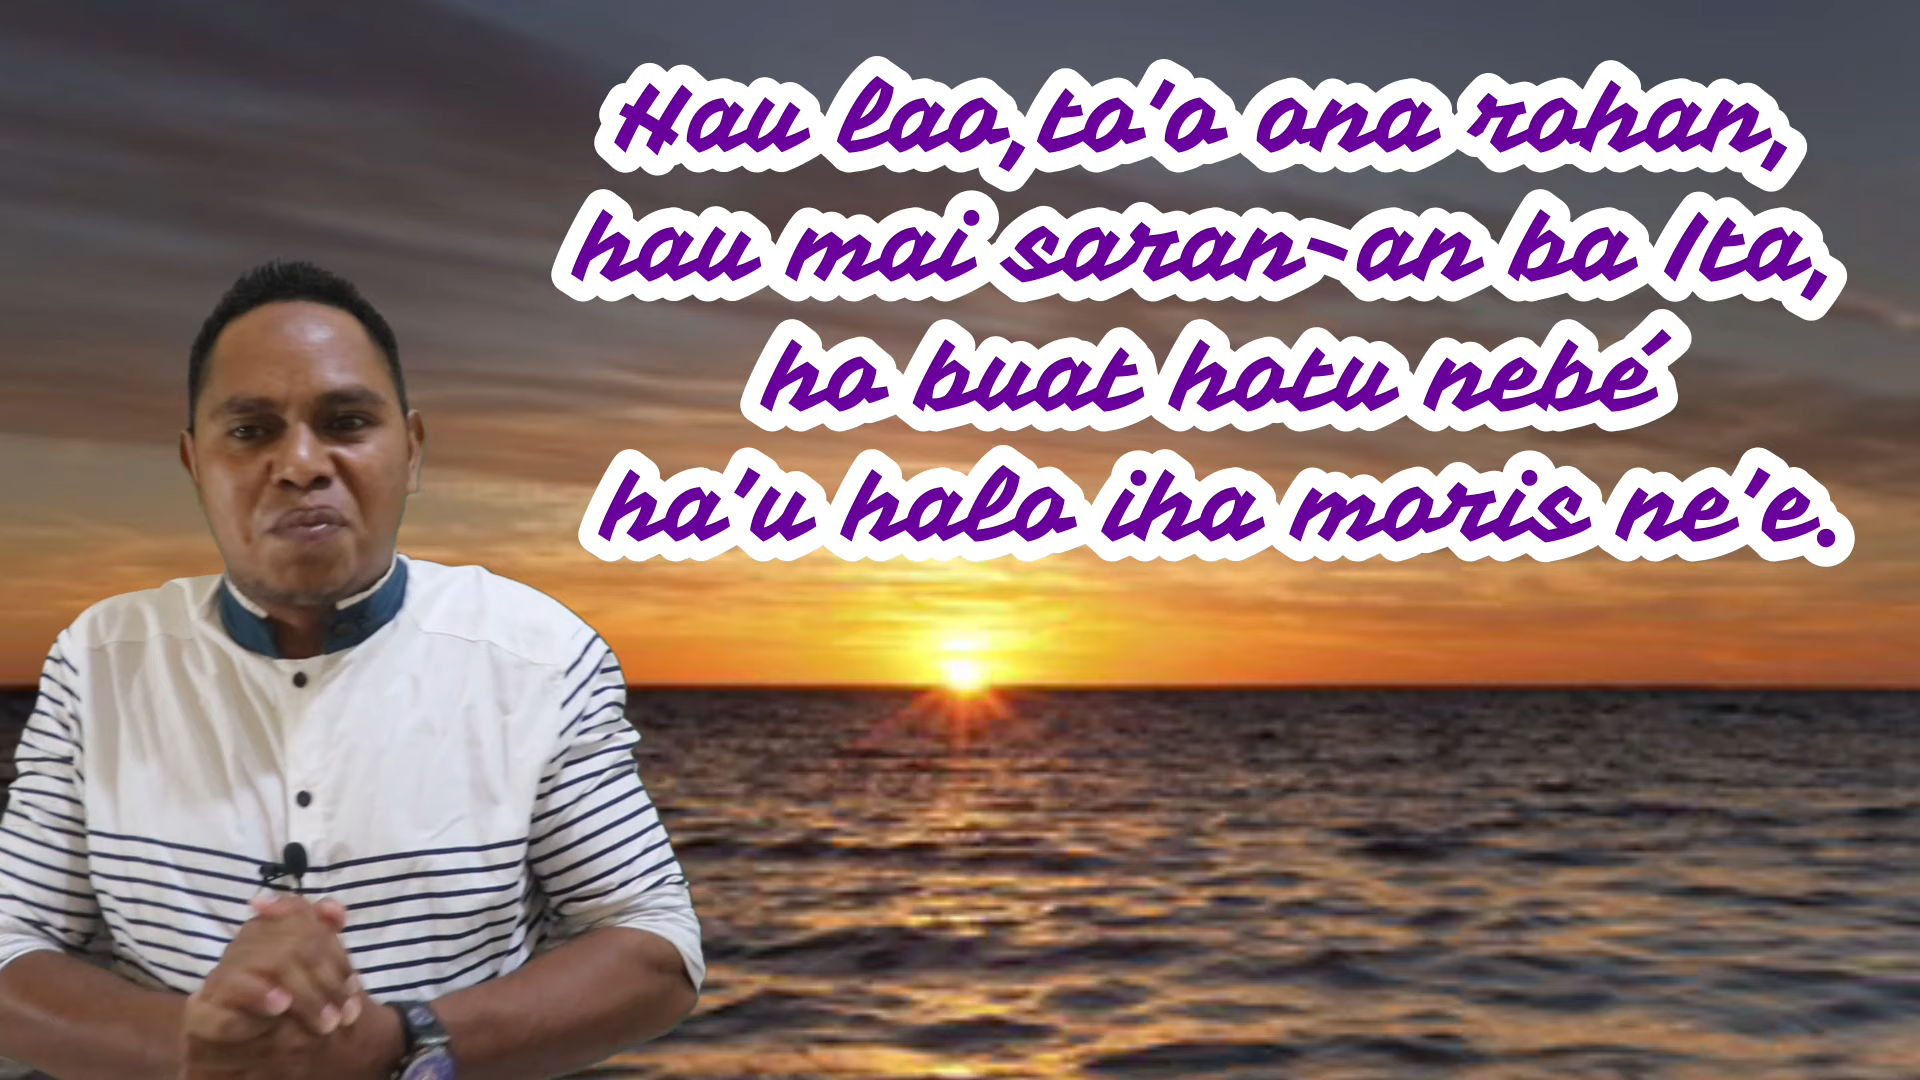 Hau lao,to'o ona rohan,
hau mai saran-an ba Ita,
ho buat hotu nebé
ha'u halo iha moris ne'e.